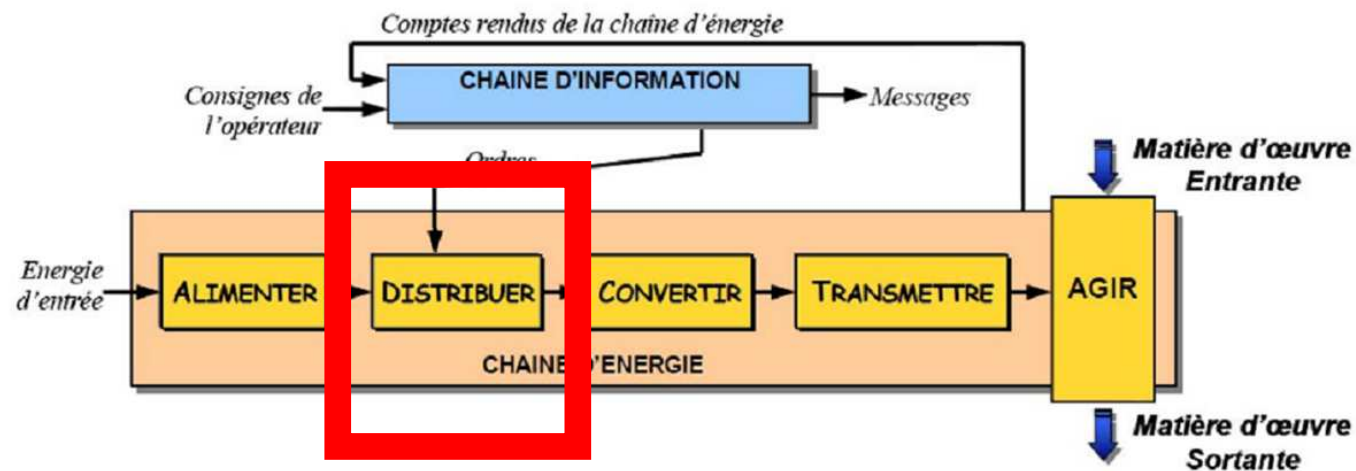 Comptes rendus de la chaîne d'énergie
CHAINE D'INFORMATION
Consignes de
l'opérateur
Messages
Ordres
Matière d'œuvre
Entrante
Energie
d'entrée
ALIMENTER
DISTRIBUER
CONVERTIR
TRANSMETTRE
AGIR
CHAINE D'ENERGIE
Matière d'œuvre
Sortante